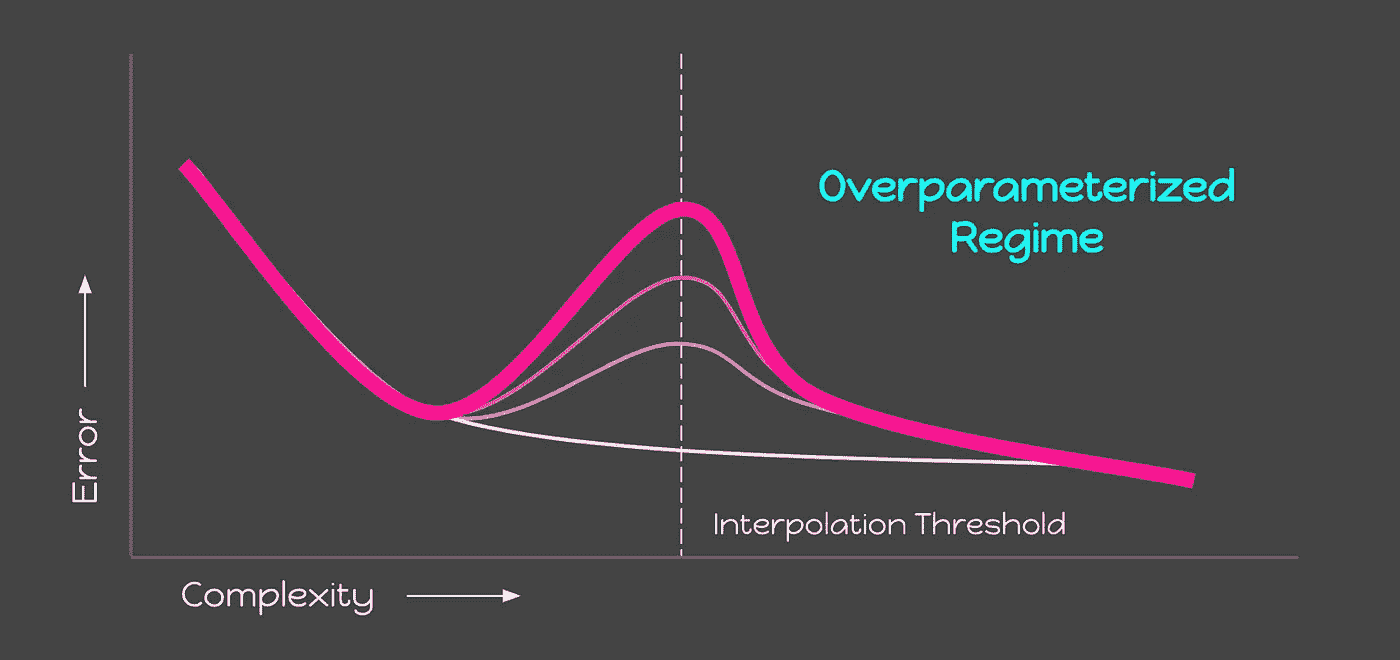 Overparameterized
Regime
Error
Interpolation Threshold
Complexity